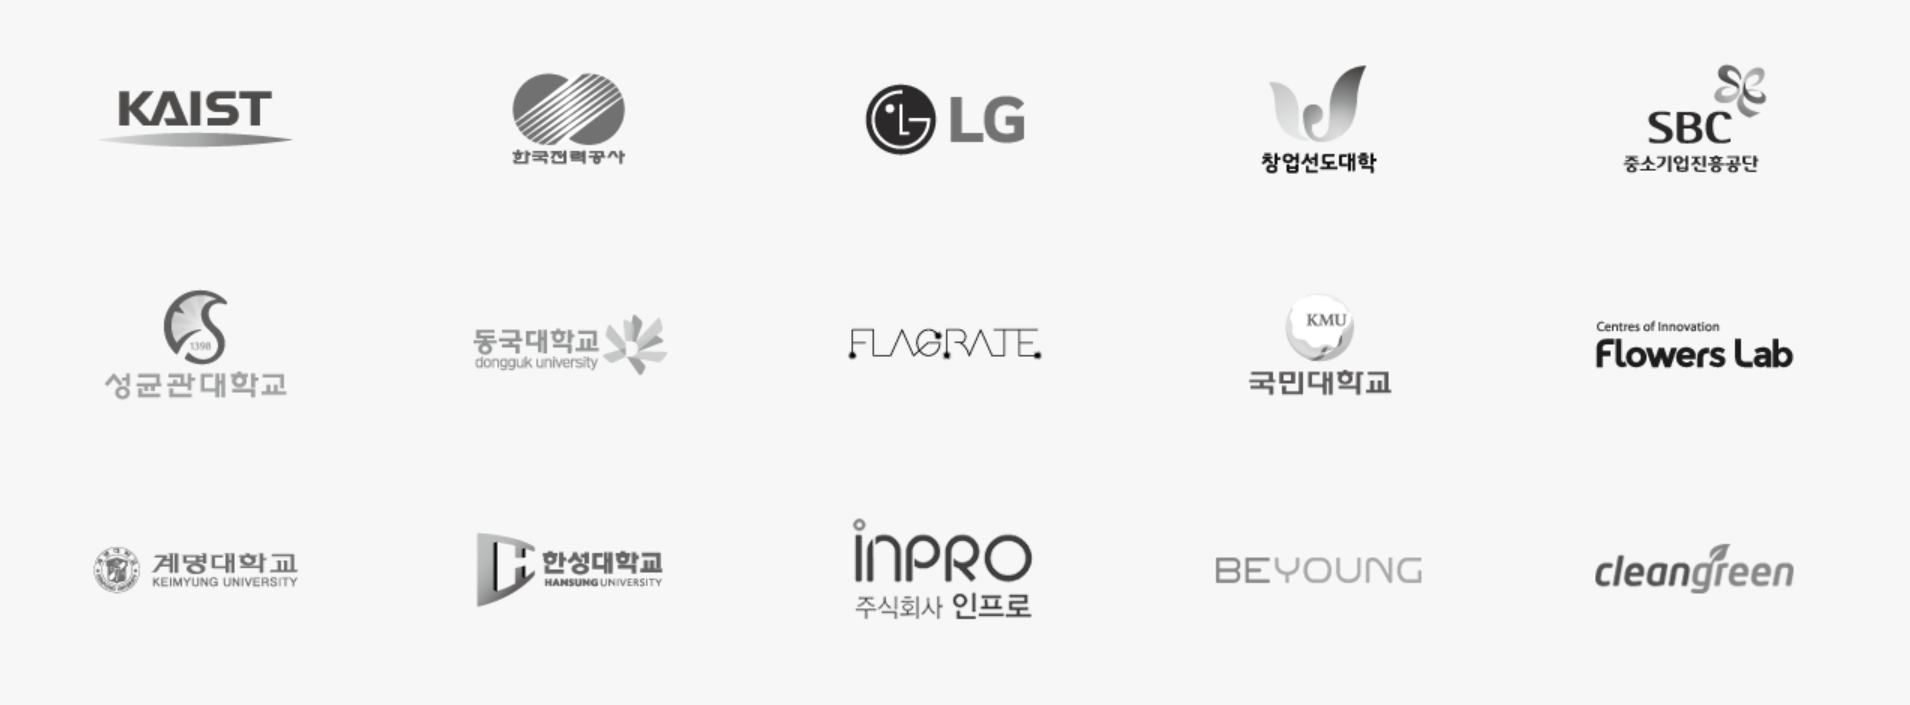 KAIST
한국전력공사
LG
창업선도대학
SBC
중소기업진흥공단
1398
성균관대학교
동국대학교
dongguk university
FLAGRATE
KMU
국민대학교
Centres of Innovation
Flowers Lab
계명대학교
KEIMYUNG UNIVERSITY
한성대학교
HANSUNG UNIVERSITY
inPRO
주식회사 인프로
BEYOUNG
cleangreen